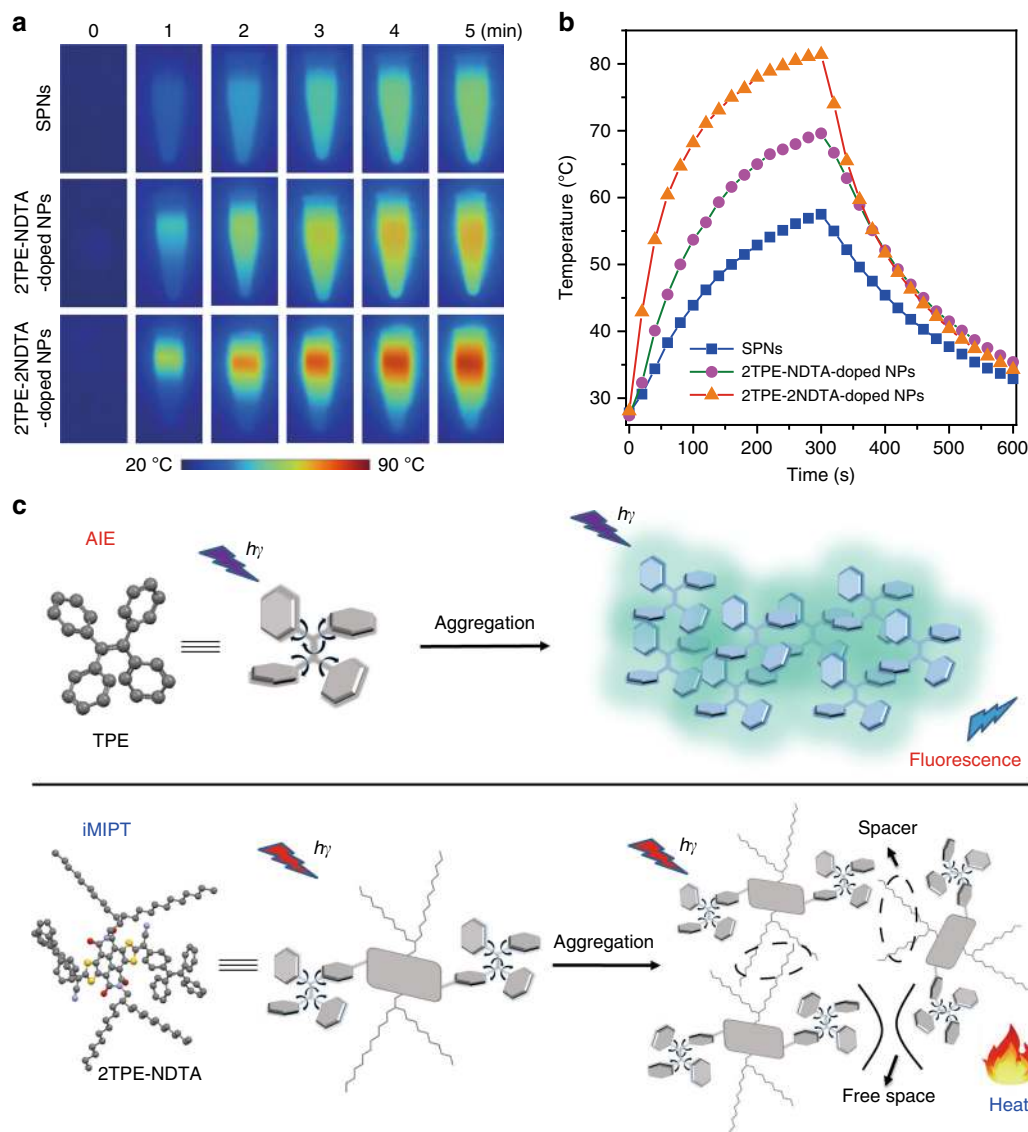 a
0 1 2 3 4 5 (min)
SPNs
2TPE-NDTA
-doped NPs
2TPE-2NDTA
-doped NPs
20 °C 90 °C
b
80
70
60
50
40
30
Temperature (°C)
SPNs
2TPE-NDTA-doped NPs
2TPE-2NDTA-doped NPs
0 100 200 300 400 500 600
Time (s)
c
AIE
hγ
hγ
Aggregation
TPE
Fluorescence
iMIPT
hγ
hγ
Spacer
Aggregation
2TPE-NDTA
Free space
Heat